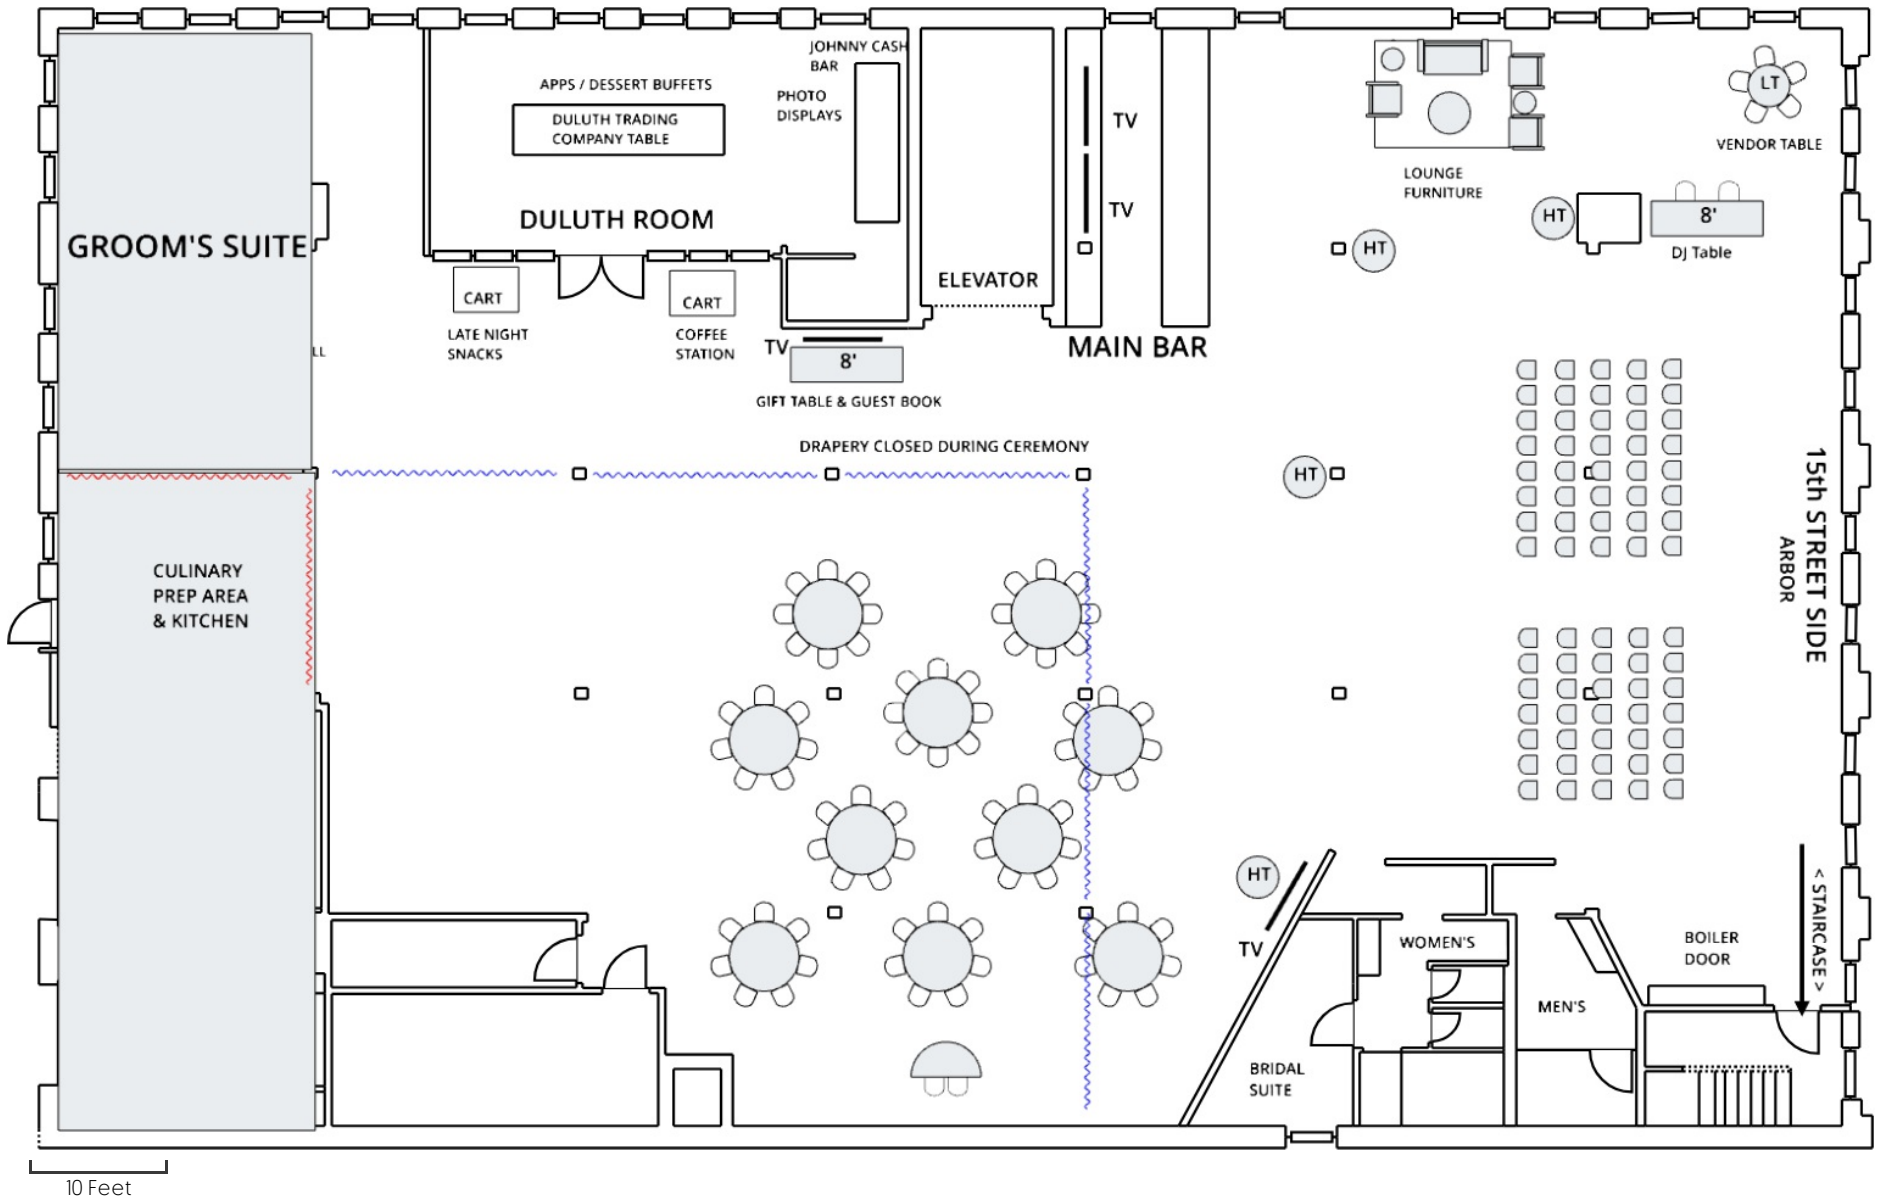 JOHNNY CASH
BAR
APPS / DESSERT BUFFETS
PHOTO
DISPLAYS
DULUTH TRADING
COMPANY TABLE
DULUTH ROOM
GROOM'S SUITE
TV
TV
ELEVATOR
MAIN BAR
LOUNGE
FURNITURE
LT
VENDOR TABLE
HT
HT
8'
DJ Table
CART
LATE NIGHT
SNACKS
CART
COFFEE
STATION
LL
TV
8'
GIFT TABLE & GUEST BOOK
DRAPERY CLOSED DURING CEREMONY
HT
15th STREET SIDE
ARBOR
CULINARY
PREP AREA
& KITCHEN
HT
TV
WOMEN'S
MEN'S
BOILER
DOOR
< STAIRCASE >
BRIDAL
SUITE
10 Feet